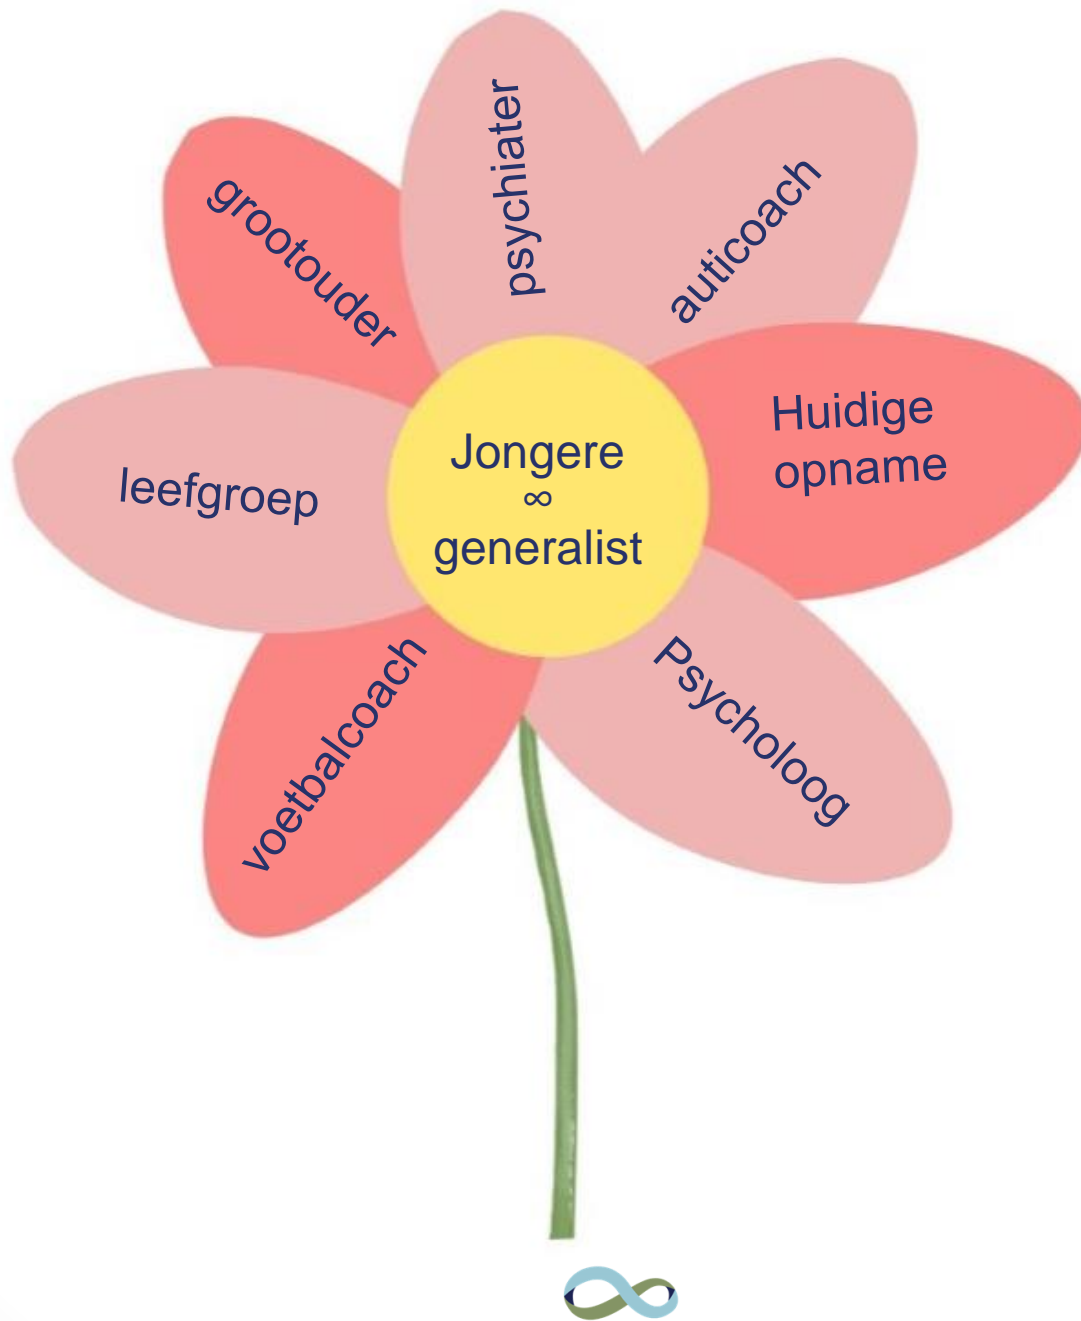 psychiater
auticoach
grootouder
Huidige
opname
Jongere
∞
generalist
leefgroep
voetbalcoach
Psycholoog